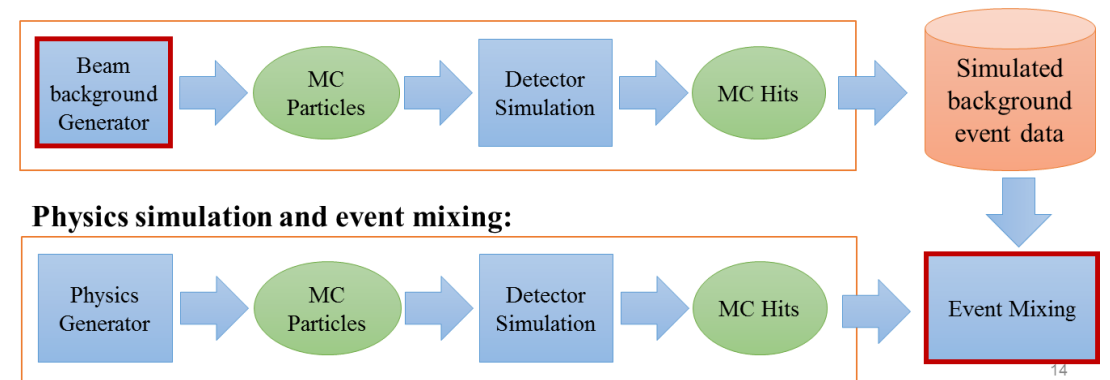 Beam
background
Generator
MC
Particles
Detector
Simulation
MC Hits
Simulated
background
event data
Physics simulation and event mixing:
Physics
Generator
MC
Particles
Detector
Simulation
MC Hits
Event Mixing
14